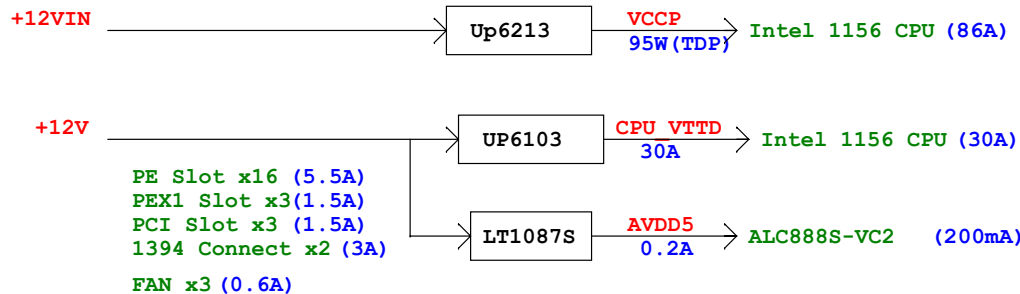 +12VIN Up6213 VCCP 95W(TDP) Intel 1156 CPU (86A)
+12V UP6103 CPU_VTTD 30A Intel 1156 CPU (30A)
PE Slot x16 (5.5A)
PEX1 Slot x3(1.5A)
PCI Slot x3 (1.5A)
1394 Connect x2 (3A)
FAN x3 (0.6A)
LT1087S AVDD5 0.2A ALC888S-VC2 (200mA)